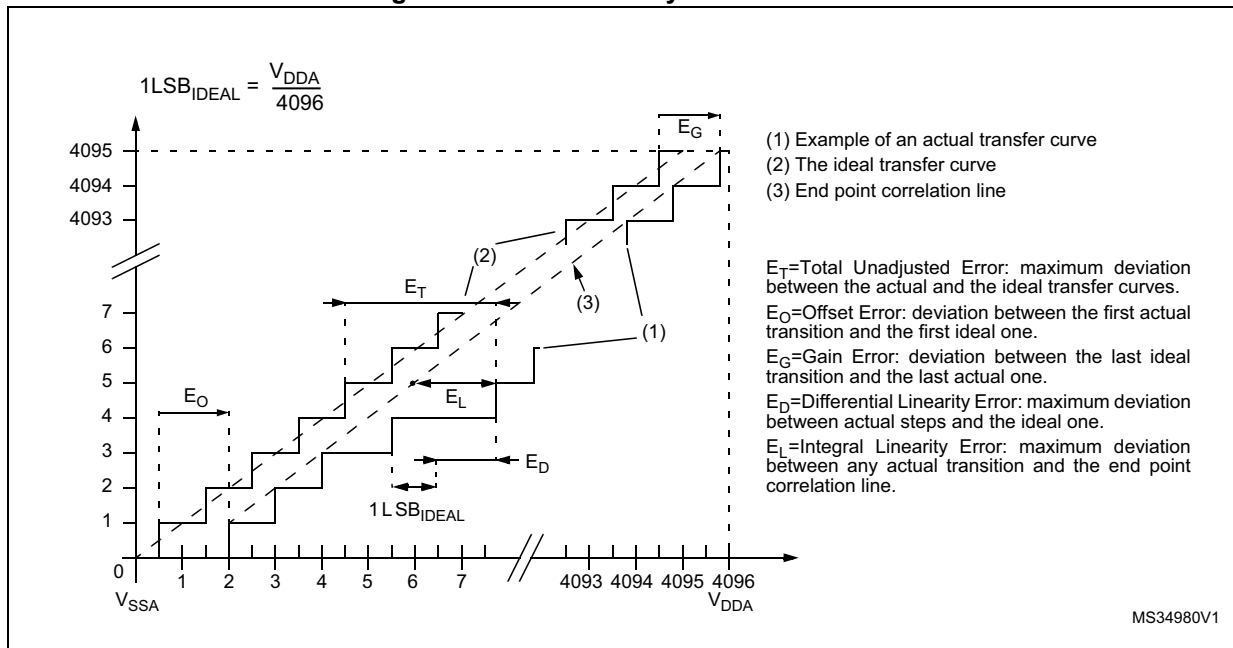 1LSB_IDEAL = V_DDA
4096
E_G
4095
4094
4093
(1) Example of an actual transfer curve
(2) The ideal transfer curve
(3) End point correlation line
(2)
E_T
(3)
(1)
7
6
5
4
3
2
1
0
E_O
E_L
E_D
1 L SB_IDEAL
E_T=Total Unadjusted Error: maximum deviation
between the actual and the ideal transfer curves.
E_O=Offset Error: deviation between the first actual
transition and the first ideal one.
E_G=Gain Error: deviation between the last ideal
transition and the last actual one.
E_D=Differential Linearity Error: maximum deviation
between actual steps and the ideal one.
E_L=Integral Linearity Error: maximum deviation
between any actual transition and the end point
correlation line.
1 2 3 4 5 6 7 4093 4094 4095 4096
V_SSA V_DDA
MS34980V1